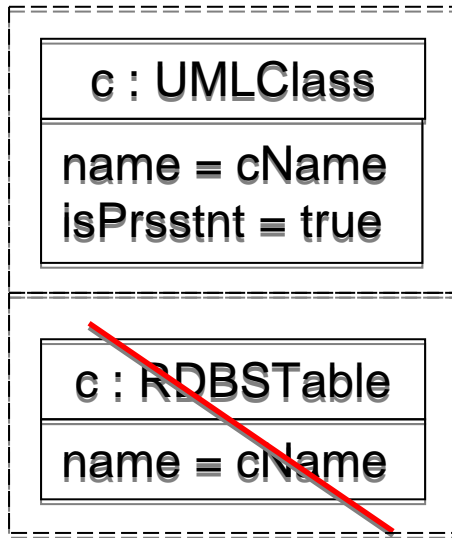 c : UMLClass
name = cName
isPrsstnt = true
c : RDBSTable
name = cName